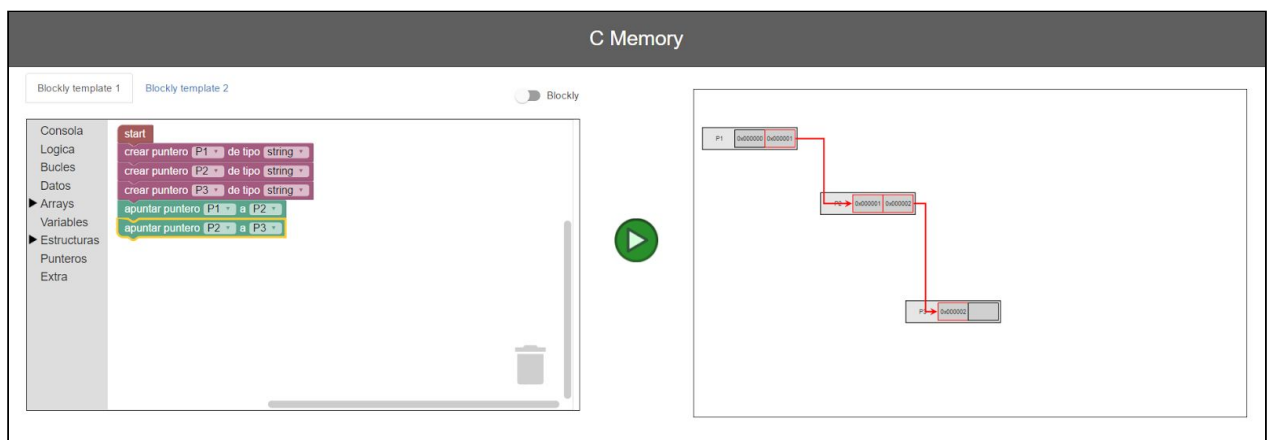 C Memory
Blockly template 1 Blockly template 2
Blockly
Consola
Logica
Bucles
Datos
Arrays
Variables
Estructuras
Punteros
Extra
start
crear puntero P1 de tipo string
crear puntero P2 de tipo string
crear puntero P3 de tipo string
apuntar puntero P1 a P2
apuntar puntero P2 a P3
P1 0x000000 0x000001
P2 0x000001 0x000002
P3 0x000002